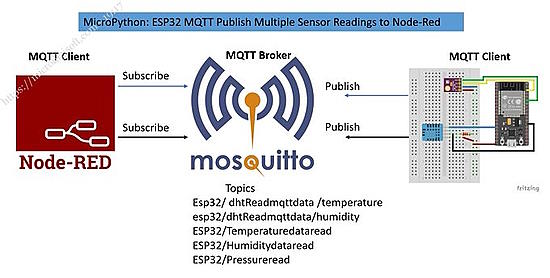 MicroPython: ESP32 MQTT Publish Multiple Sensor Readings to Node-Red
MQTT Client
MQTT Broker
MQTT Client
Subscribe
Publish
Subscribe
Publish
Node-RED
mosquitto
fritzing
Topics
Esp32/ dhtReadmqttdata /temperature
esp32/dhtReadmqttdata/humidity
ESP32/Temperaturedataread
ESP32/Humiditydataread
ESP32/Pressureread